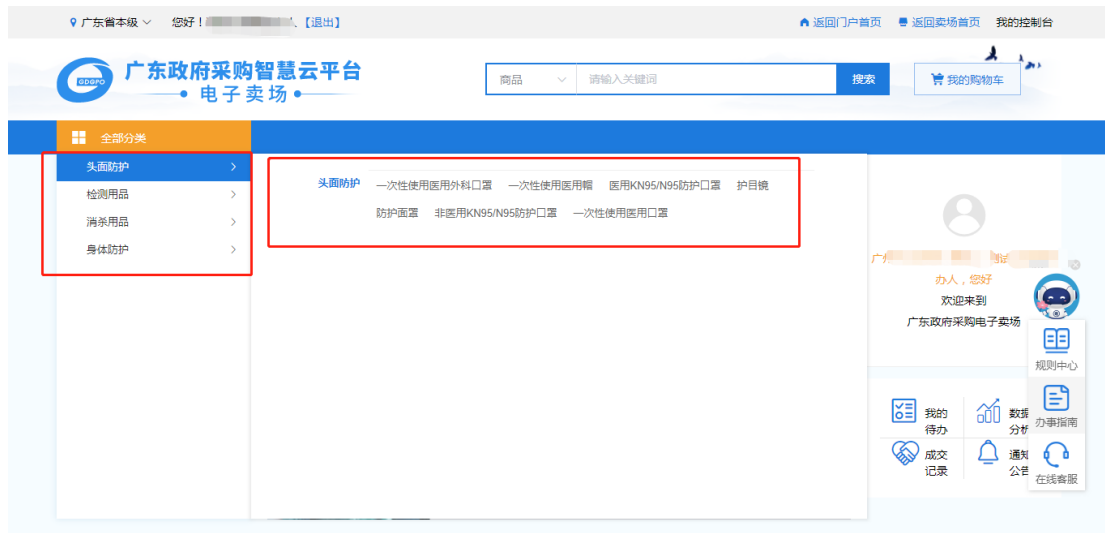 广东省本级 您好！ 、【退出】 返回门户首页 返回卖场首页 我的控制台
GDGPO 广东政府采购智慧云平台
电子卖场
商品 请输入关键词 搜索 我的购物车
全部分类
头面防护
检测用品
消杀用品
身体防护
头面防护 一次性使用医用外科口罩 一次性使用医用帽 医用KN95/N95防护口罩 护目镜
防护面罩 非医用KN95/N95防护口罩 一次性使用医用口罩
办人，您好
欢迎来到
广东政府采购电子卖场
规则中心
办事指南
在线客服
我的
待办
数据
分析
成交
记录
通知
公告